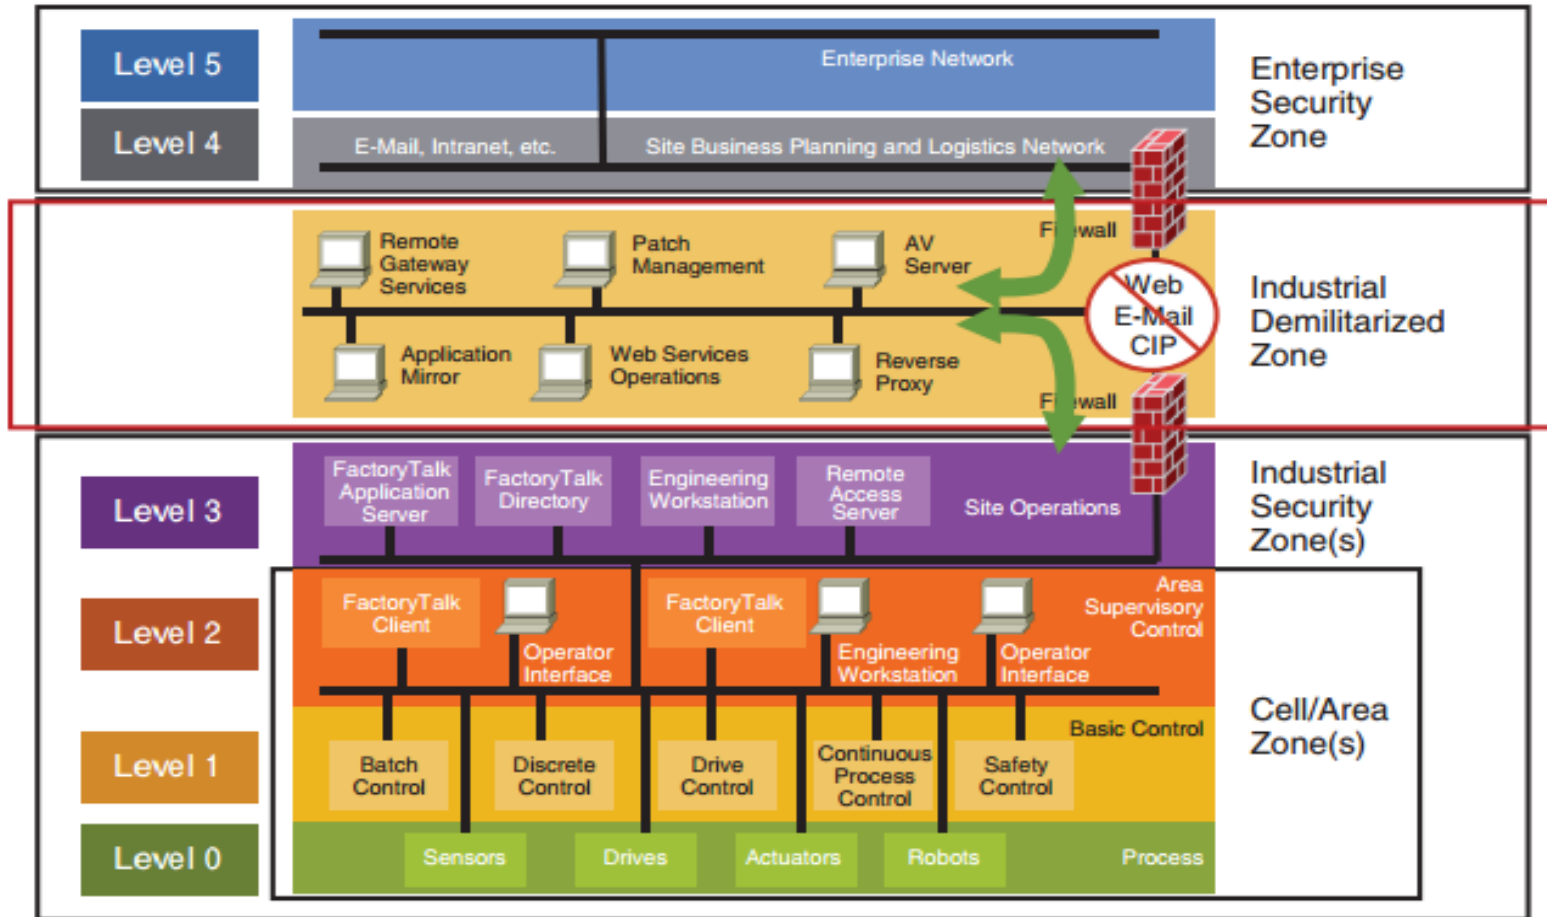 Level 5
Enterprise Network
Enterprise
Security
Zone
Level 4
E-Mail, Intranet, etc.
Site Business Planning and Logistics Network
Remote
Gateway
Services
Patch
Management
AV
Server
Firewall
Web
E-Mail
CIP
Application
Mirror
Web Services
Operations
Reverse
Proxy
Firewall
Industrial
Demilitarized
Zone
Level 3
FactoryTalk
Application
Server
FactoryTalk
Directory
Engineering
Workstation
Remote
Access
Server
Site Operations
Industrial
Security
Zone(s)
Level 2
FactoryTalk
Client
Operator
Interface
FactoryTalk
Client
Engineering
Workstation
Operator
Interface
Area
Supervisory
Control
Level 1
Basic Control
Batch
Control
Discrete
Control
Drive
Control
Continuous
Process
Control
Safety
Control
Cell/Area
Zone(s)
Level 0
Sensors
Drives
Actuators
Robots
Process